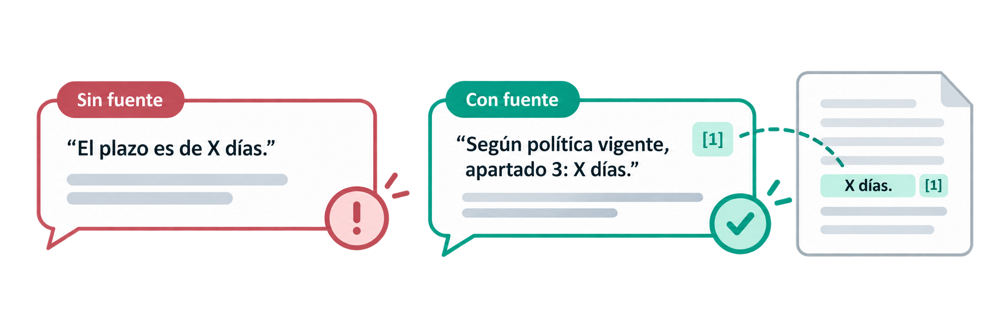 Sin fuente
“El plazo es de X días.”
Con fuente
“Según política vigente,
apartado 3: X días.”
[1]
X días.
[1]